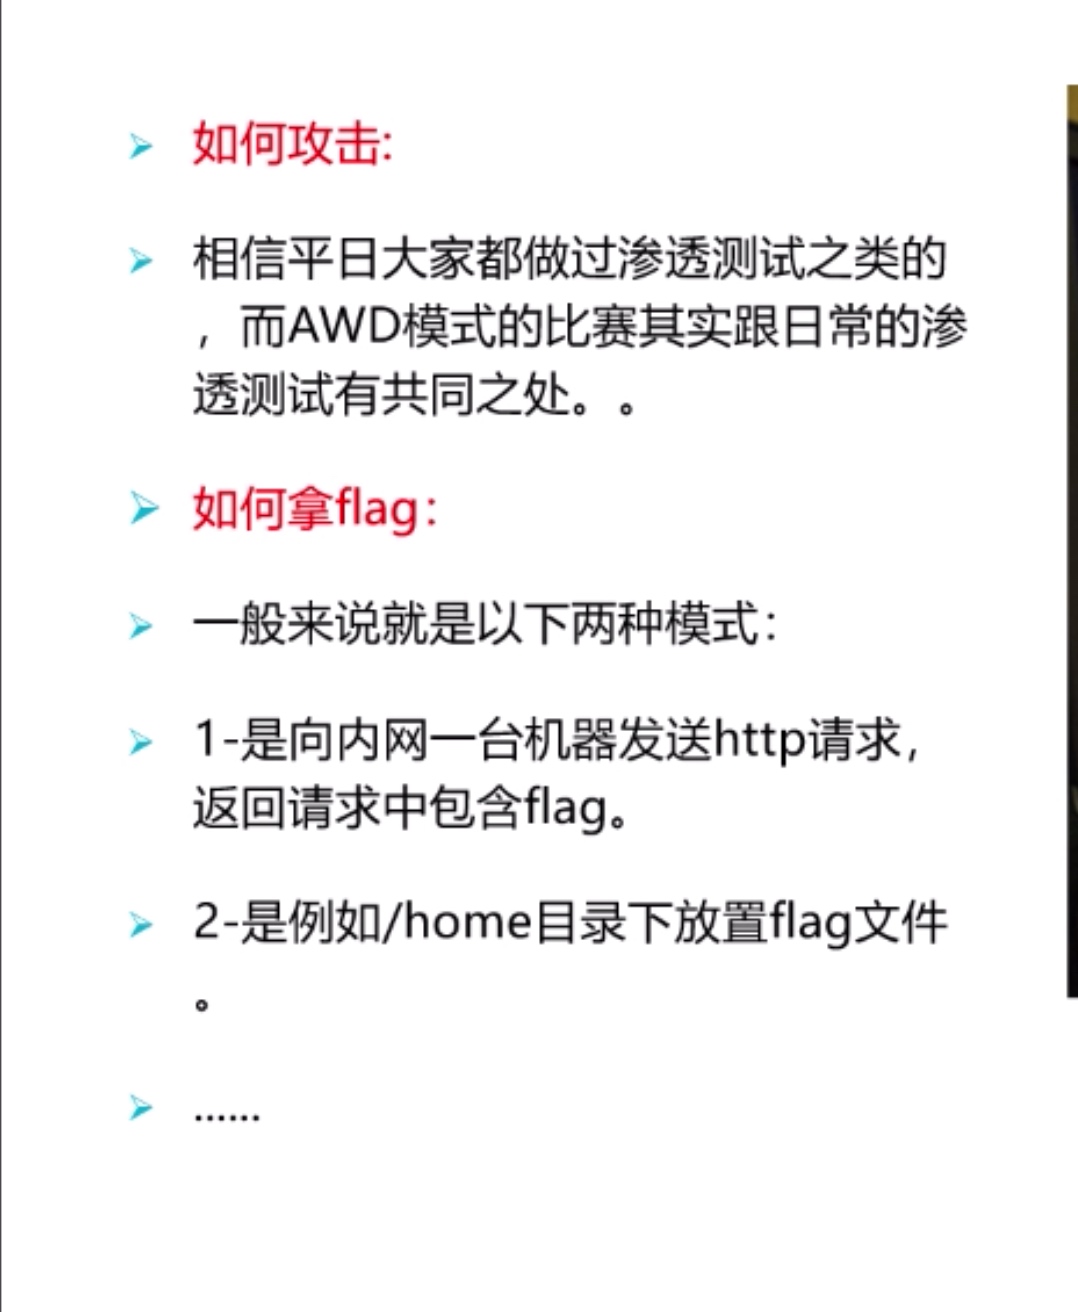 如何攻击:
相信平日大家都做过渗透测试之类的
，而AWD模式的比赛其实跟日常的渗
透测试有共同之处。。
如何拿flag：
一般来说就是以下两种模式：
1-是向内网一台机器发送http请求，
返回请求中包含flag。
2-是例如/home目录下放置flag文件
。
......